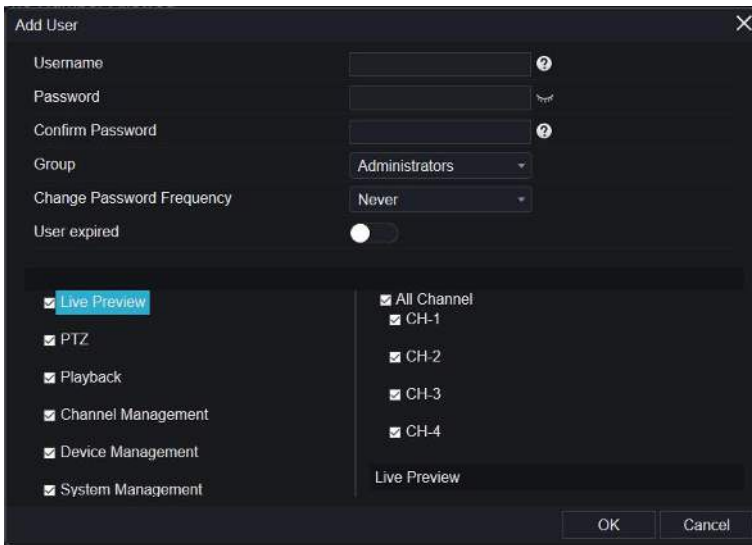 Add User
Username
Password
Confirm Password
Group Administrators
Change Password Frequency Never
User expired
Live Preview
PTZ
Playback
Channel Management
Device Management
System Management
All Channel
CH-1
CH-2
CH-3
CH-4
Live Preview
OK Cancel